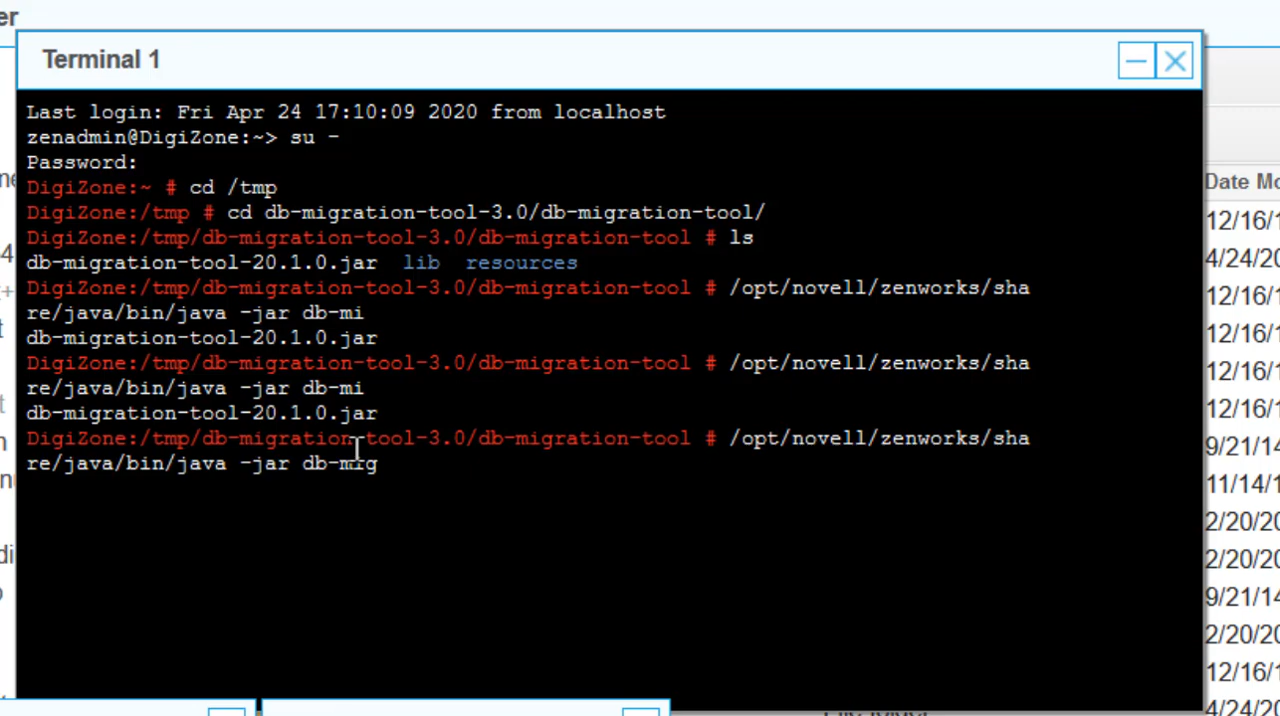 er
Terminal 1
Last login: Fri Apr 24 17:10:09 2020 from localhost
zenadmin@DigiZone:~> su -
Password:
DigiZone:~ # cd /tmp
DigiZone:/tmp # cd db-migration-tool-3.0/db-migration-tool/
DigiZone:/tmp/db-migration-tool-3.0/db-migration-tool # ls
db-migration-tool-20.1.0.jar  lib  resources
DigiZone:/tmp/db-migration-tool-3.0/db-migration-tool # /opt/novell/zenworks/sha
re/java/bin/java -jar db-mi
db-migration-tool-20.1.0.jar
DigiZone:/tmp/db-migration-tool-3.0/db-migration-tool # /opt/novell/zenworks/sha
re/java/bin/java -jar db-mi
db-migration-tool-20.1.0.jar
DigiZone:/tmp/db-migration-tool-3.0/db-migration-tool # /opt/novell/zenworks/sha
re/java/bin/java -jar db-mig
Date Mo
12/16/1
4/24/20
12/16/1
12/16/1
12/16/1
12/16/1
9/21/14
11/14/1
2/20/20
2/20/20
9/21/14
2/20/20
12/16/1
4/24/20